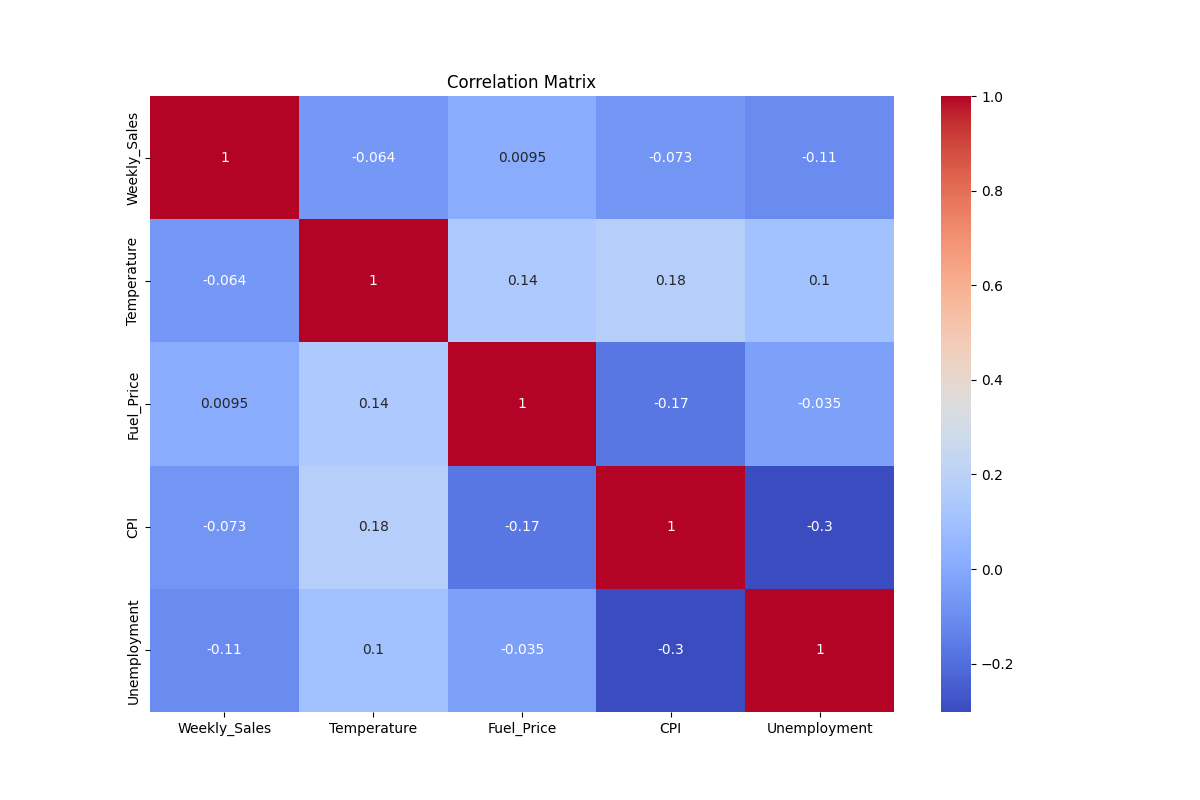 Correlation Matrix
Weekly_Sales 1 -0.064 0.0095 -0.073 -0.11
Temperature -0.064 1 0.14 0.18 0.1
Fuel_Price 0.0095 0.14 1 -0.17 -0.035
CPI -0.073 0.18 -0.17 1 -0.3
Unemployment -0.11 0.1 -0.035 -0.3 1
Weekly_Sales Temperature Fuel_Price CPI Unemployment
1.0
0.8
0.6
0.4
0.2
0.0
−0.2